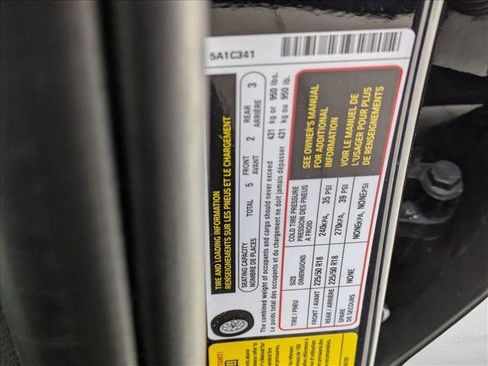 5A1C341
TIRE AND LOADING INFORMATION
RENSEIGNEMENTS SUR LES PNEUS ET LE CHARGEMENT
SEATING CAPACITY TOTAL 5 FRONT 2 REAR 3
NOMBRE DE PLACES AVANT ARRIÈRE
The combined weight of occupants and cargo should never exceed 431 kg or 950 lbs.
Le poids total des occupants et du chargement ne doit jamais dépasser 431 kg ou 950 lb.
TIRE / PNEU SIZE COLD TIRE PRESSURE
DIMENSIONS PRESSION DES PNEUS
A FROID
FRONT / AVANT 225/50 R18 240kPA, 35 PSI
REAR / ARRIÈRE 225/50 R18 270KPA, 39 PSI
SPARE NONE NONEkPA, NONEPSI
DE SECOURS
SEE OWNER'S MANUAL
FOR ADDITIONAL
INFORMATION
VOIR LE MANUEL DE
L'USAGER POUR PLUS
DE RENSEIGNEMENTS